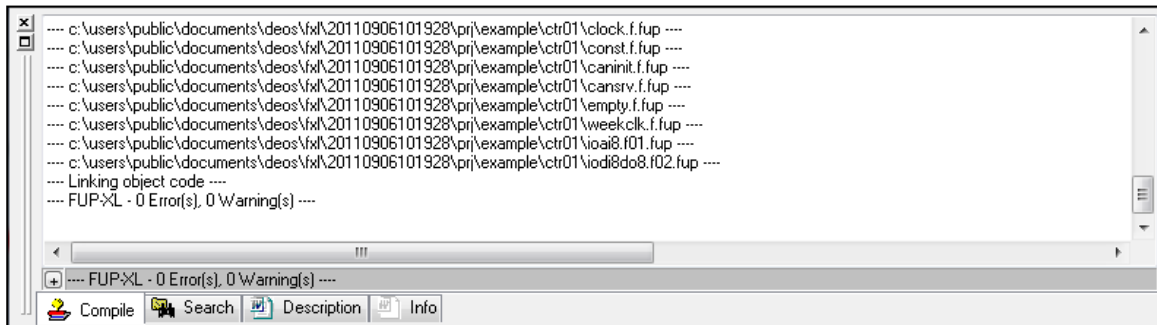 ---- c:\users\public\documents\deos\fxl\20110906101928\prj\example\ctr01\clock.f.fup ----
---- c:\users\public\documents\deos\fxl\20110906101928\prj\example\ctr01\const.f.fup ----
---- c:\users\public\documents\deos\fxl\20110906101928\prj\example\ctr01\caninit.f.fup ----
---- c:\users\public\documents\deos\fxl\20110906101928\prj\example\ctr01\cansrv.f.fup ----
---- c:\users\public\documents\deos\fxl\20110906101928\prj\example\ctr01\empty.f.fup ----
---- c:\users\public\documents\deos\fxl\20110906101928\prj\example\ctr01\weekclk.f.fup ----
---- c:\users\public\documents\deos\fxl\20110906101928\prj\example\ctr01\ioai8.f01.fup ----
---- c:\users\public\documents\deos\fxl\20110906101928\prj\example\ctr01\iodi8do8.f02.fup ----
---- Linking object code ----
---- FUP-XL - 0 Error(s), 0 Warning(s) ----
---- FUP-XL - 0 Error(s), 0 Warning(s) ----
Compile Search Description Info